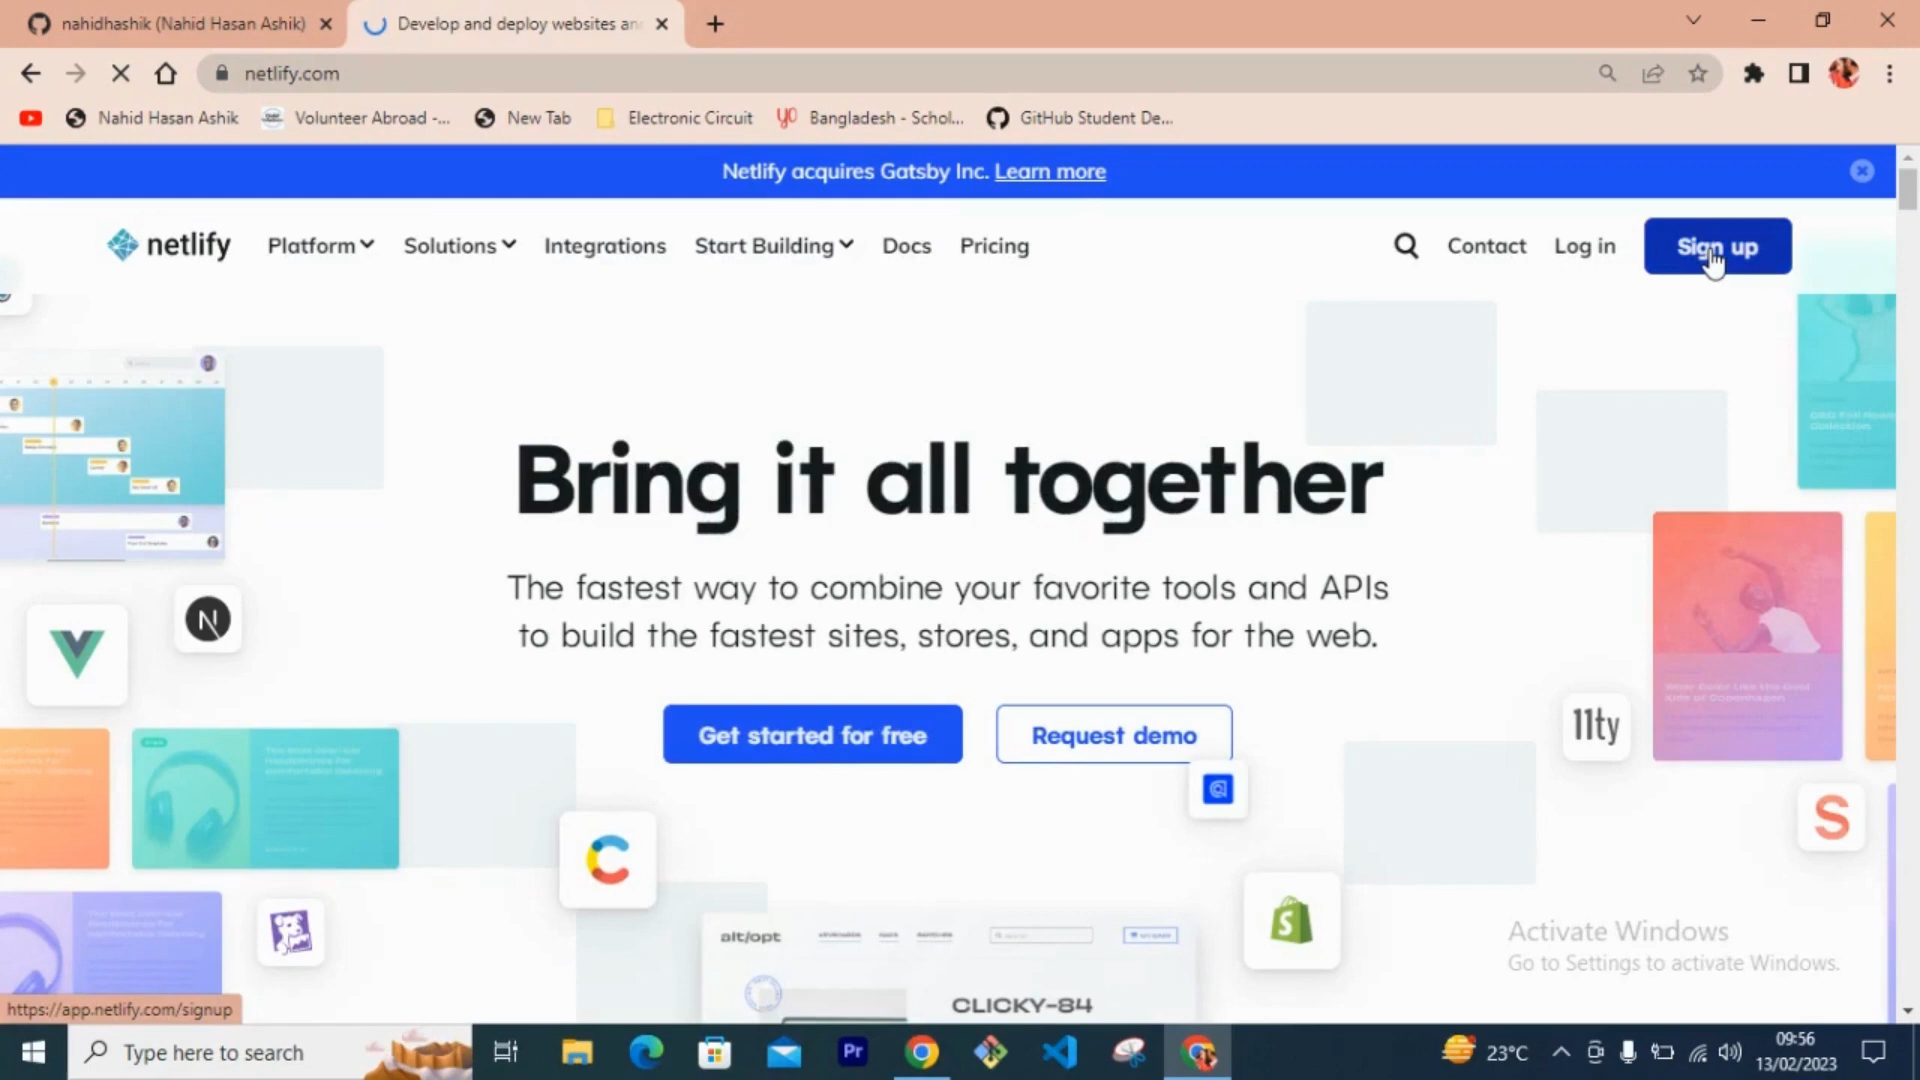 nahidhashik (Nahid Hasan Ashik)
Develop and deploy websites an
netlify.com
Nahid Hasan Ashik
Volunteer Abroad -...
New Tab
Electronic Circuit
Bangladesh - Schol...
GitHub Student De...
Netlify acquires Gatsby Inc. Learn more
netlify
Platform
Solutions
Integrations
Start Building
Docs
Pricing
Contact
Log in
Sign up
Bring it all together
The fastest way to combine your favorite tools and APIs
to build the fastest sites, stores, and apps for the web.
Get started for free
Request demo
11ty
alt/opt
CLICKY-84
Activate Windows
Go to Settings to activate Windows.
https://app.netlify.com/signup
Type here to search
Pr
23°C
09:56
13/02/2023